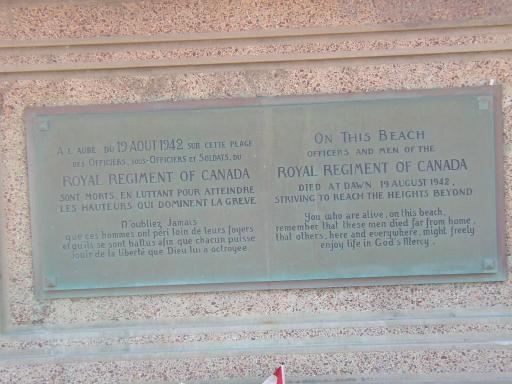 A L'AUBE DU 19 AOUT 1942 SUR CETTE PLAGE
DES OFFICIERS, SOUS-OFFICIERS ET SOLDATS, DU
ROYAL REGIMENT OF CANADA
SONT MORTS, EN LUTTANT POUR ATTEINDRE
LES HAUTEURS QUI DOMINENT LA GREVE
N'oubliez Jamais
que ces hommes ont péri loin de leurs foyers
et qu'ils se sont battus afin que chacun puisse
jouir de la liberté que Dieu lui a octroyée.
ON THIS BEACH
OFFICERS AND MEN OF THE
ROYAL REGIMENT OF CANADA
DIED AT DAWN 19 AUGUST 1942,
STRIVING TO REACH THE HEIGHTS BEYOND
You who are alive, on this beach,
remember that these men died far from home,
that others, here and everywhere, might freely
enjoy life in God's Mercy.